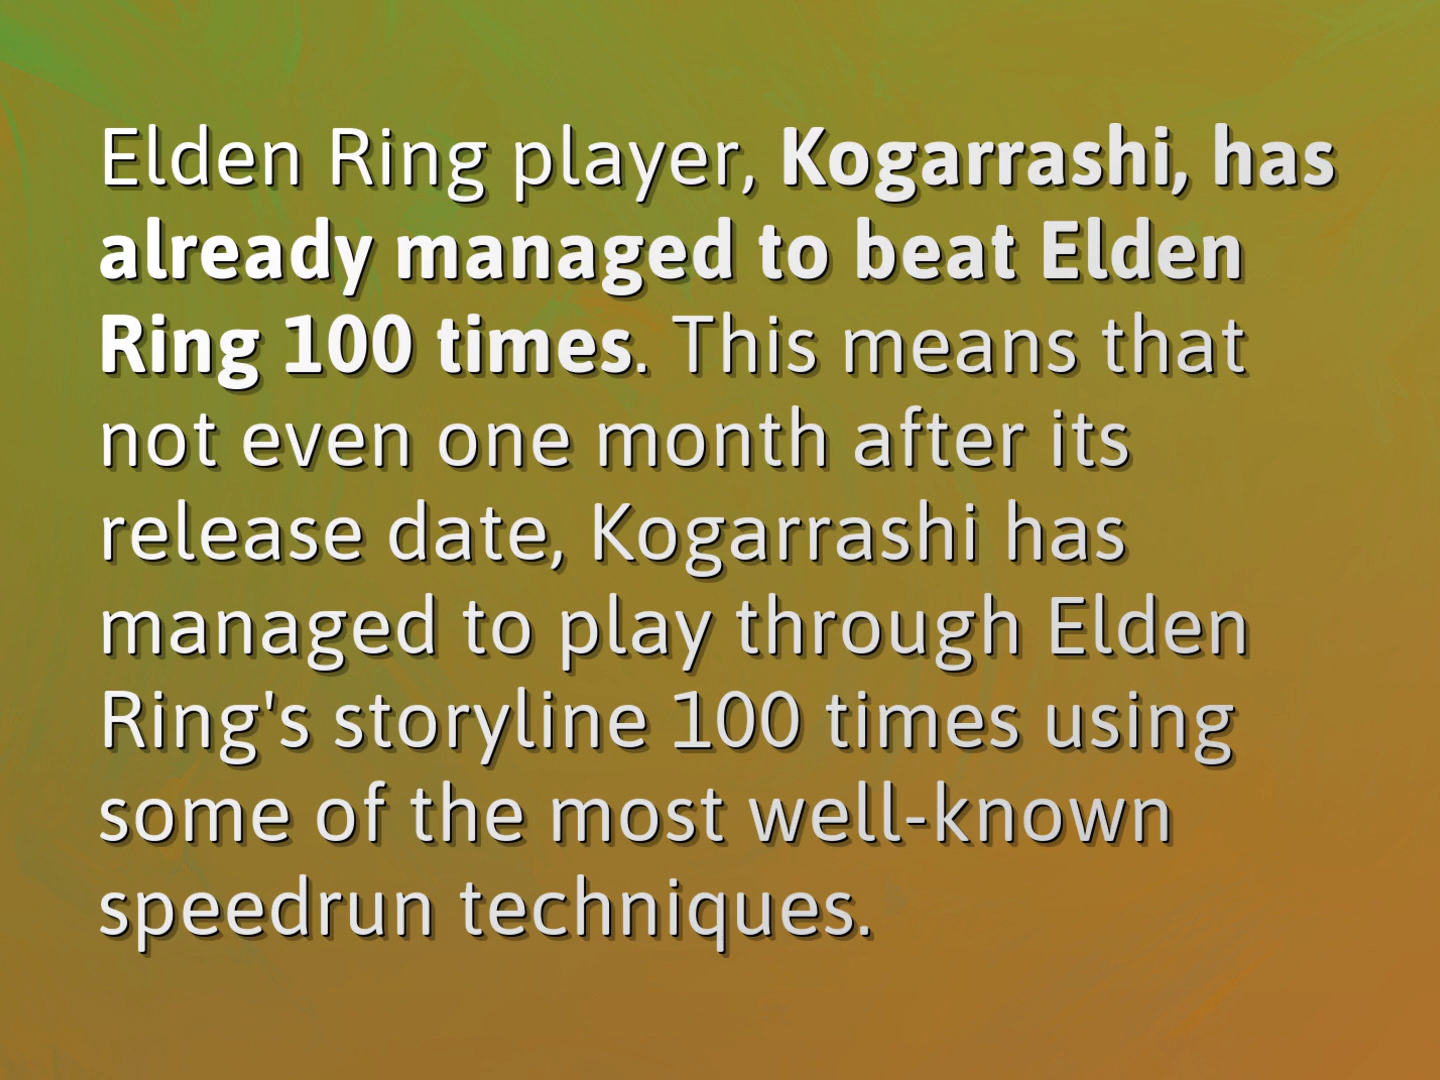 Elden Ring player, Kogarrashi, has
already managed to beat Elden
Ring 100 times. This means that
not even one month after its
release date, Kogarrashi has
managed to play through Elden
Ring's storyline 100 times using
some of the most well-known
speedrun techniques.